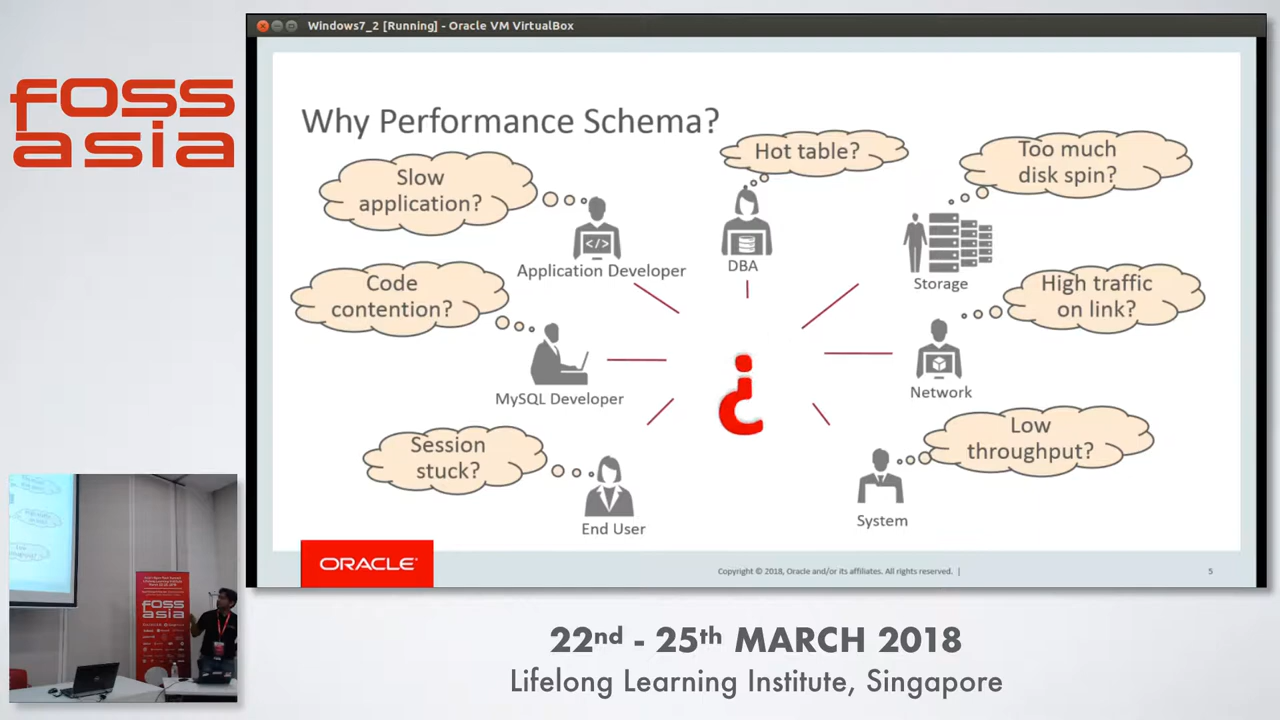 Windows7_2 [Running] - Oracle VM VirtualBox
foss
asia
Why Performance Schema?
Hot table?
Too much
disk spin?
Slow
application?
</>
Application Developer
DBA
Storage
Code
contention?
High traffic
on link?
MySQL Developer
¿
Network
Session
stuck?
Low
throughput?
End User
System
ORACLE
Copyright © 2018, Oracle and/or its affiliates. All rights reserved. |
5
foss
asia
22nd - 25th MARCH 2018
Lifelong Learning Institute, Singapore